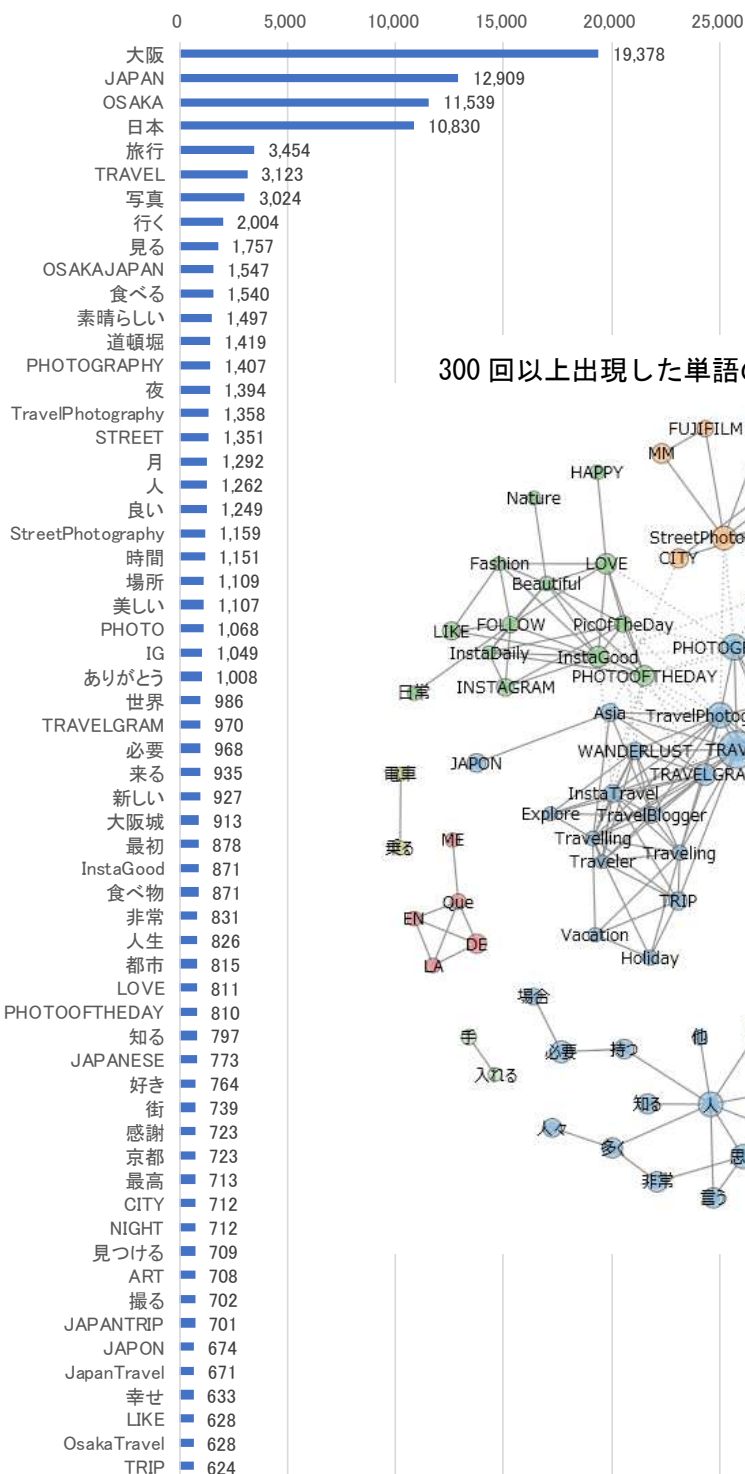 0 5,000 10,000 15,000 20,000 25,000
大阪 19,378
JAPAN 12,909
OSAKA 11,539
日本 10,830
旅行 3,454
TRAVEL 3,123
写真 3,024
行く 2,004
見る 1,757
OSAKAJAPAN 1,547
食べる 1,540
素晴らしい 1,497
道頓堀 1,419
PHOTOGRAPHY 1,407
夜 1,394
TravelPhotography 1,358
STREET 1,351
月 1,292
人 1,262
良い 1,249
StreetPhotography 1,159
時間 1,151
場所 1,109
美しい 1,107
PHOTO 1,068
IG 1,049
ありがとう 1,008
世界 986
TRAVELGRAM 970
必要 968
来る 935
新しい 927
大阪城 913
最初 878
InstaGood 871
食べ物 871
非常 831
人生 826
都市 815
LOVE 811
PHOTOOFTHEDAY 810
知る 797
JAPANESE 773
好き 764
街 739
感謝 723
京都 723
最高 713
CITY 712
NIGHT 712
見つける 709
ART 708
撮る 702
JAPANTRIP 701
JAPON 674
JapanTravel 671
幸せ 633
LIKE 628
OsakaTravel 628
TRIP 624
300 回以上出現した単語
FUJIFILM
MM
HAPPY
Nature
StreetPhoto
CITY
Fashion
LOVE
Beautiful
LIKE
FOLLOW
PicOfTheDay
InstaDaily
InstaGood
PHOTOG
PHOTOOFTHEDAY
日常
INSTAGRAM
Asia
TravelPhotog
WANDERLUST
TRAV
JAPON
TRAVELGRA
電車
InstaTravel
Explore
TravelBlogger
乗る
ME
Travelling
Traveler
Traveling
Que
TRIP
EN
DE
Vacation
LA
Holiday
場合
手
必要
持つ
他
入れる
知る
人
人々
多く
思
非常
言う